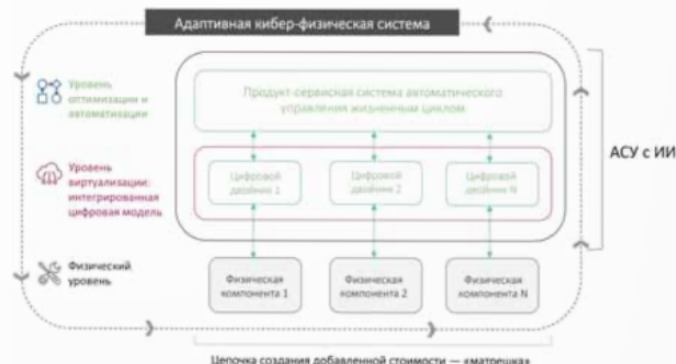 Адаптивная кибер-физическая система
Уровень
оптимизации и
автоматизации
Продукт-сервисная система автоматического
управления жизненным циклом
АСУ с ИИ
Уровень
виртуализации:
интегрированная
цифровая модель
Цифровой
двойник 1
Цифровой
двойник 2
Цифровой
двойник N
Физический
уровень
Физическая
компонента 1
Физическая
компонента 2
Физическая
компонента N
Цепочка создания добавленной стоимости — «матрешка»